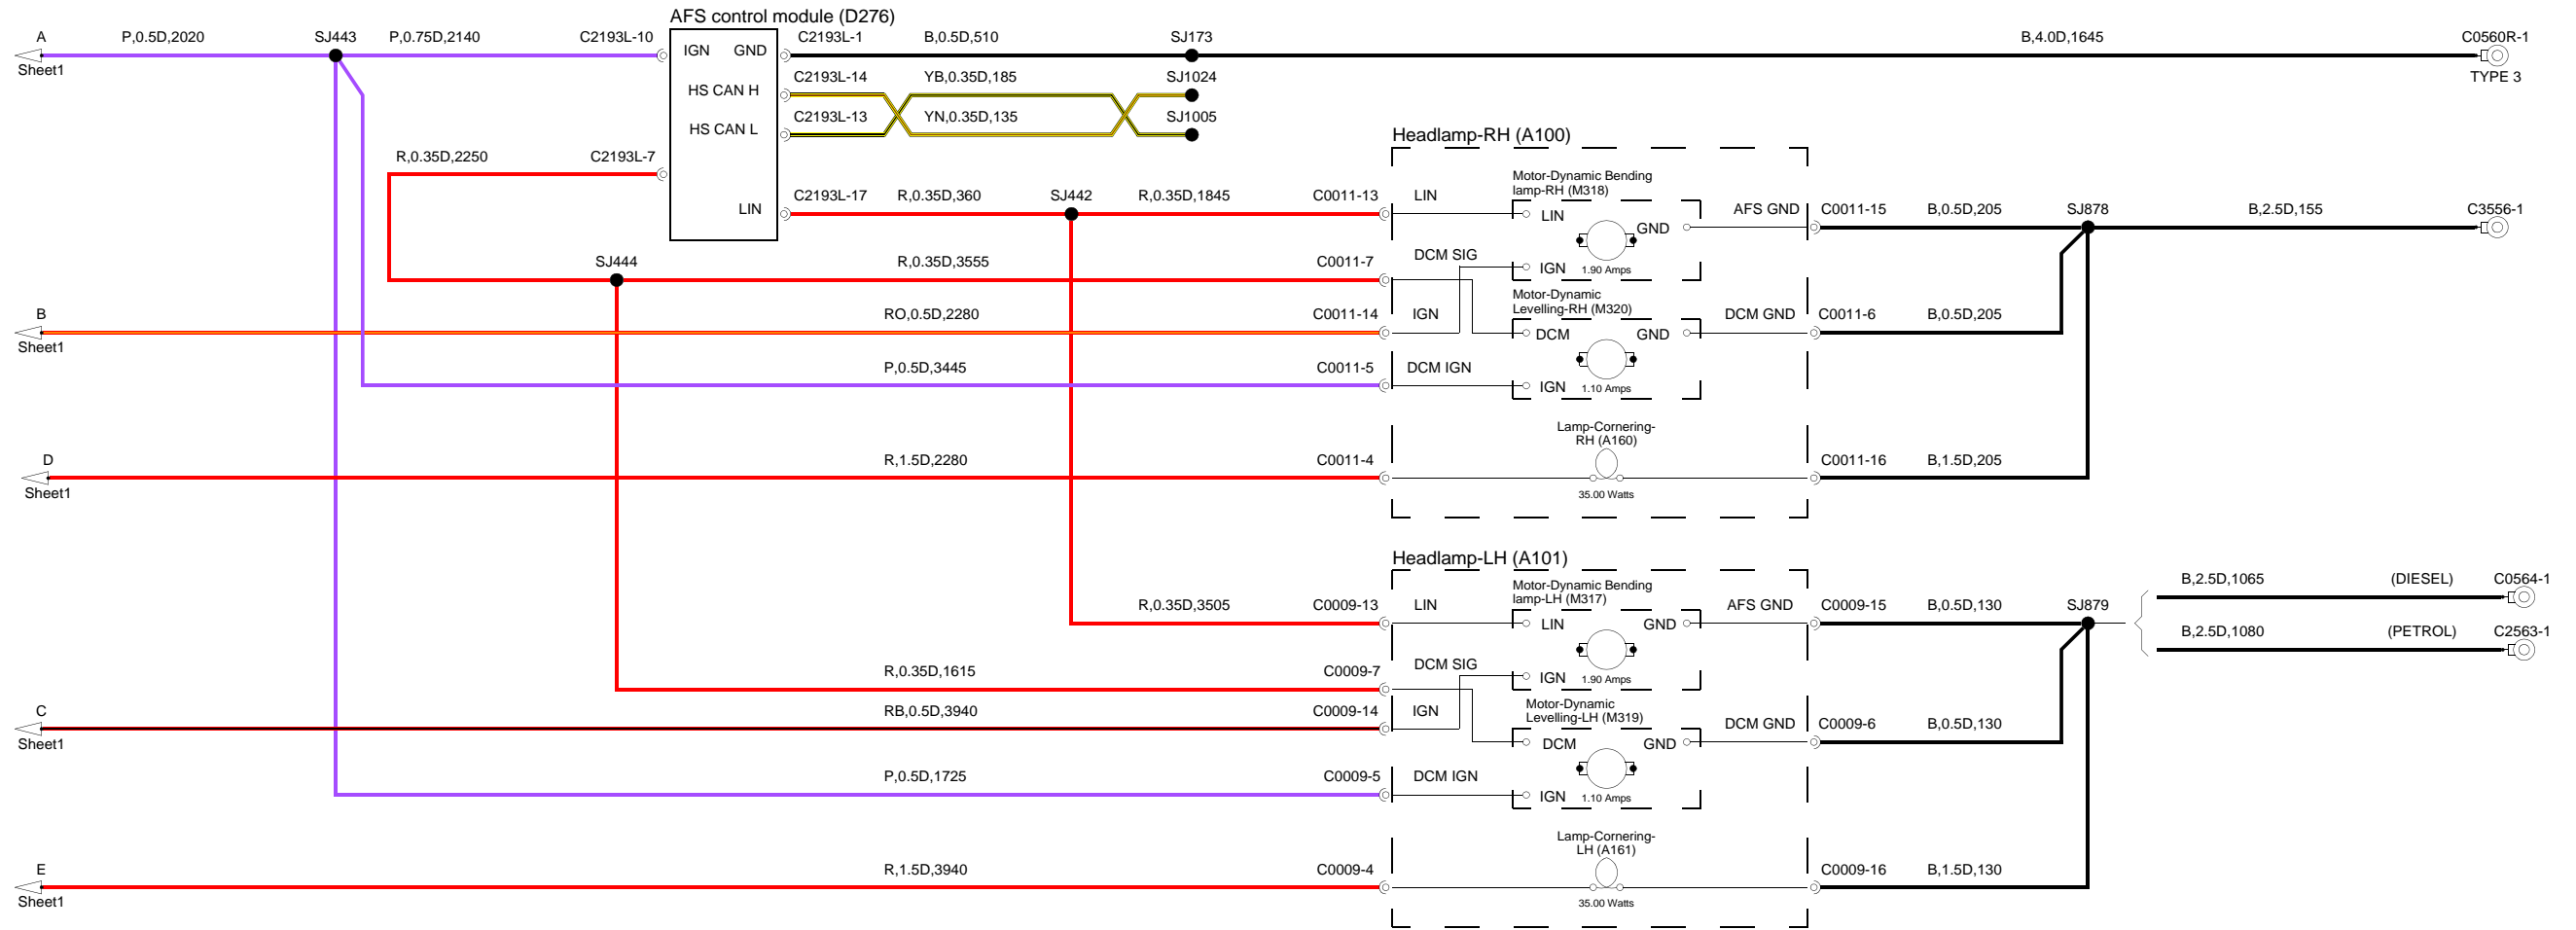 AFS control module (D276)
A
P,0.5D,2020
SJ443
P,0.75D,2140
C2193L-10
IGN
GND
C2193L-1
B,0.5D,510
SJ173
B,4.0D,1645
C0560R-1
Sheet1
TYPE 3
C2193L-14
YB,0.35D,185
SJ1024
HS CAN H
C2193L-13
YN,0.35D,135
SJ1005
HS CAN L
Headlamp-RH (A100)
R,0.35D,2250
C2193L-7
LIN
C2193L-17
R,0.35D,360
SJ442
R,0.35D,1845
C0011-13
LIN
Motor-Dynamic Bending
lamp-RH (M318)
LIN
GND
AFS GND
C0011-15
B,0.5D,205
SJ878
B,2.5D,155
C3556-1
SJ444
R,0.35D,3555
C0011-7
DCM SIG
IGN
1.90 Amps
B
Sheet1
RO,0.5D,2280
C0011-14
IGN
Motor-Dynamic
Levelling-RH (M320)
DCM
GND
DCM GND
C0011-6
B,0.5D,205
P,0.5D,3445
C0011-5
DCM IGN
IGN
1.10 Amps
D
Sheet1
R,1.5D,2280
C0011-4
Lamp-Cornering-
RH (A160)
35.00 Watts
C0011-16
B,1.5D,205
Headlamp-LH (A101)
R,0.35D,3505
C0009-13
LIN
Motor-Dynamic Bending
lamp-LH (M317)
LIN
GND
AFS GND
C0009-15
B,0.5D,130
SJ879
B,2.5D,1065
(DIESEL)
C0564-1
B,2.5D,1080
(PETROL)
C2563-1
R,0.35D,1615
C0009-7
DCM SIG
IGN
1.90 Amps
C
Sheet1
RB,0.5D,3940
C0009-14
IGN
Motor-Dynamic
Levelling-LH (M319)
DCM
GND
DCM GND
C0009-6
B,0.5D,130
P,0.5D,1725
C0009-5
DCM IGN
IGN
1.10 Amps
E
Sheet1
R,1.5D,3940
C0009-4
Lamp-Cornering-
LH (A161)
35.00 Watts
C0009-16
B,1.5D,130